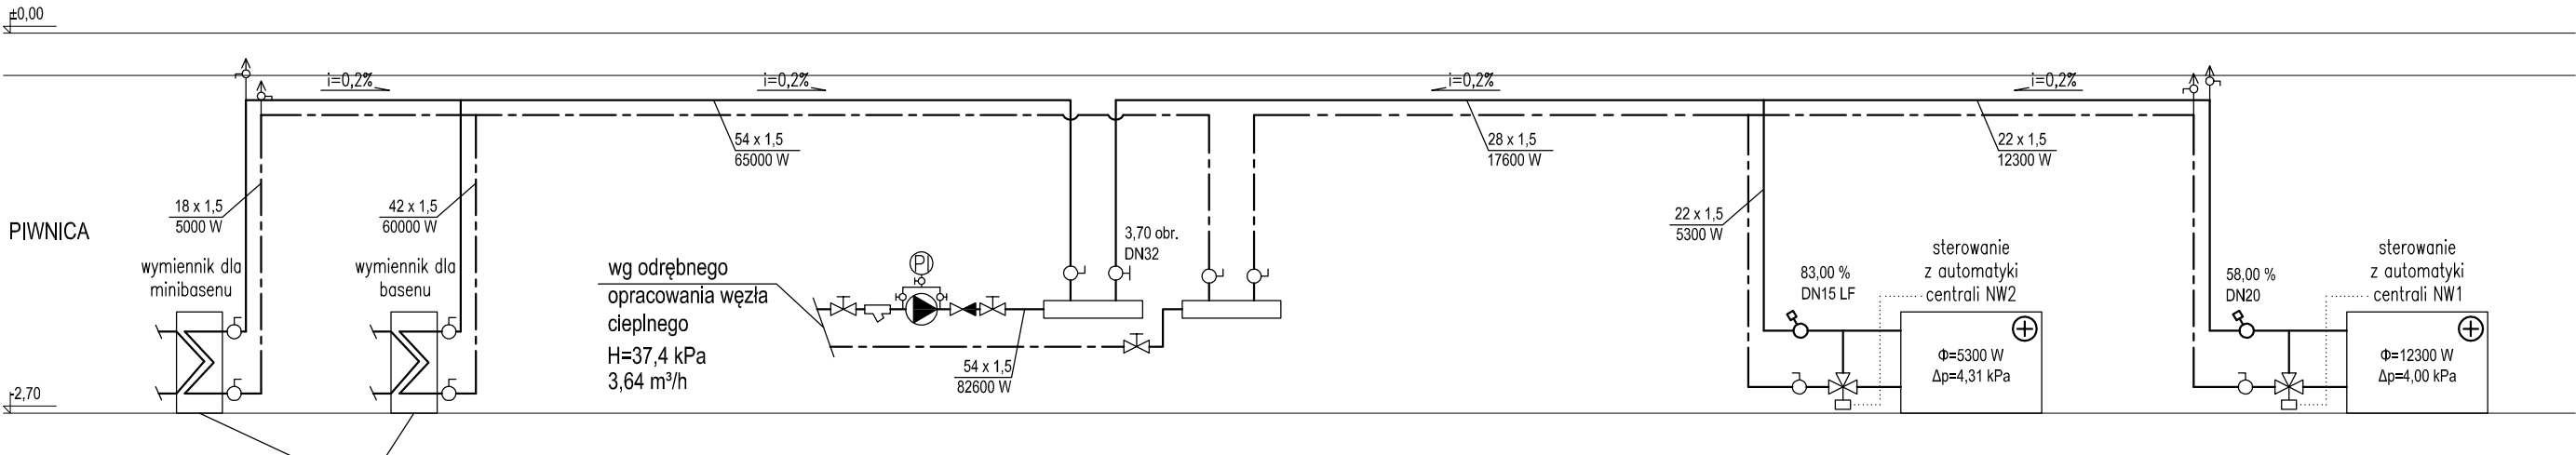 ±0,00
i=0,2%
i=0,2%
i=0,2%
i=0,2%
54 x 1,5
65000 W
28 x 1,5
17600 W
22 x 1,5
12300 W
18 x 1,5
5000 W
42 x 1,5
60000 W
22 x 1,5
5300 W
PIWNICA
3,70 obr.
DN32
wymiennik dla
minibasenu
wymiennik dla
basenu
wg odrębnego
opracowania węzła
cieplnego
H=37,4 kPa
3,64 m³/h
PI
54 x 1,5
82600 W
83,00 %
DN15 LF
sterowanie
z automatyki
centrali NW2
Φ=5300 W
Δp=4,31 kPa
58,00 %
DN20
sterowanie
z automatyki
centrali NW1
Φ=12300 W
Δp=4,00 kPa
-2,70